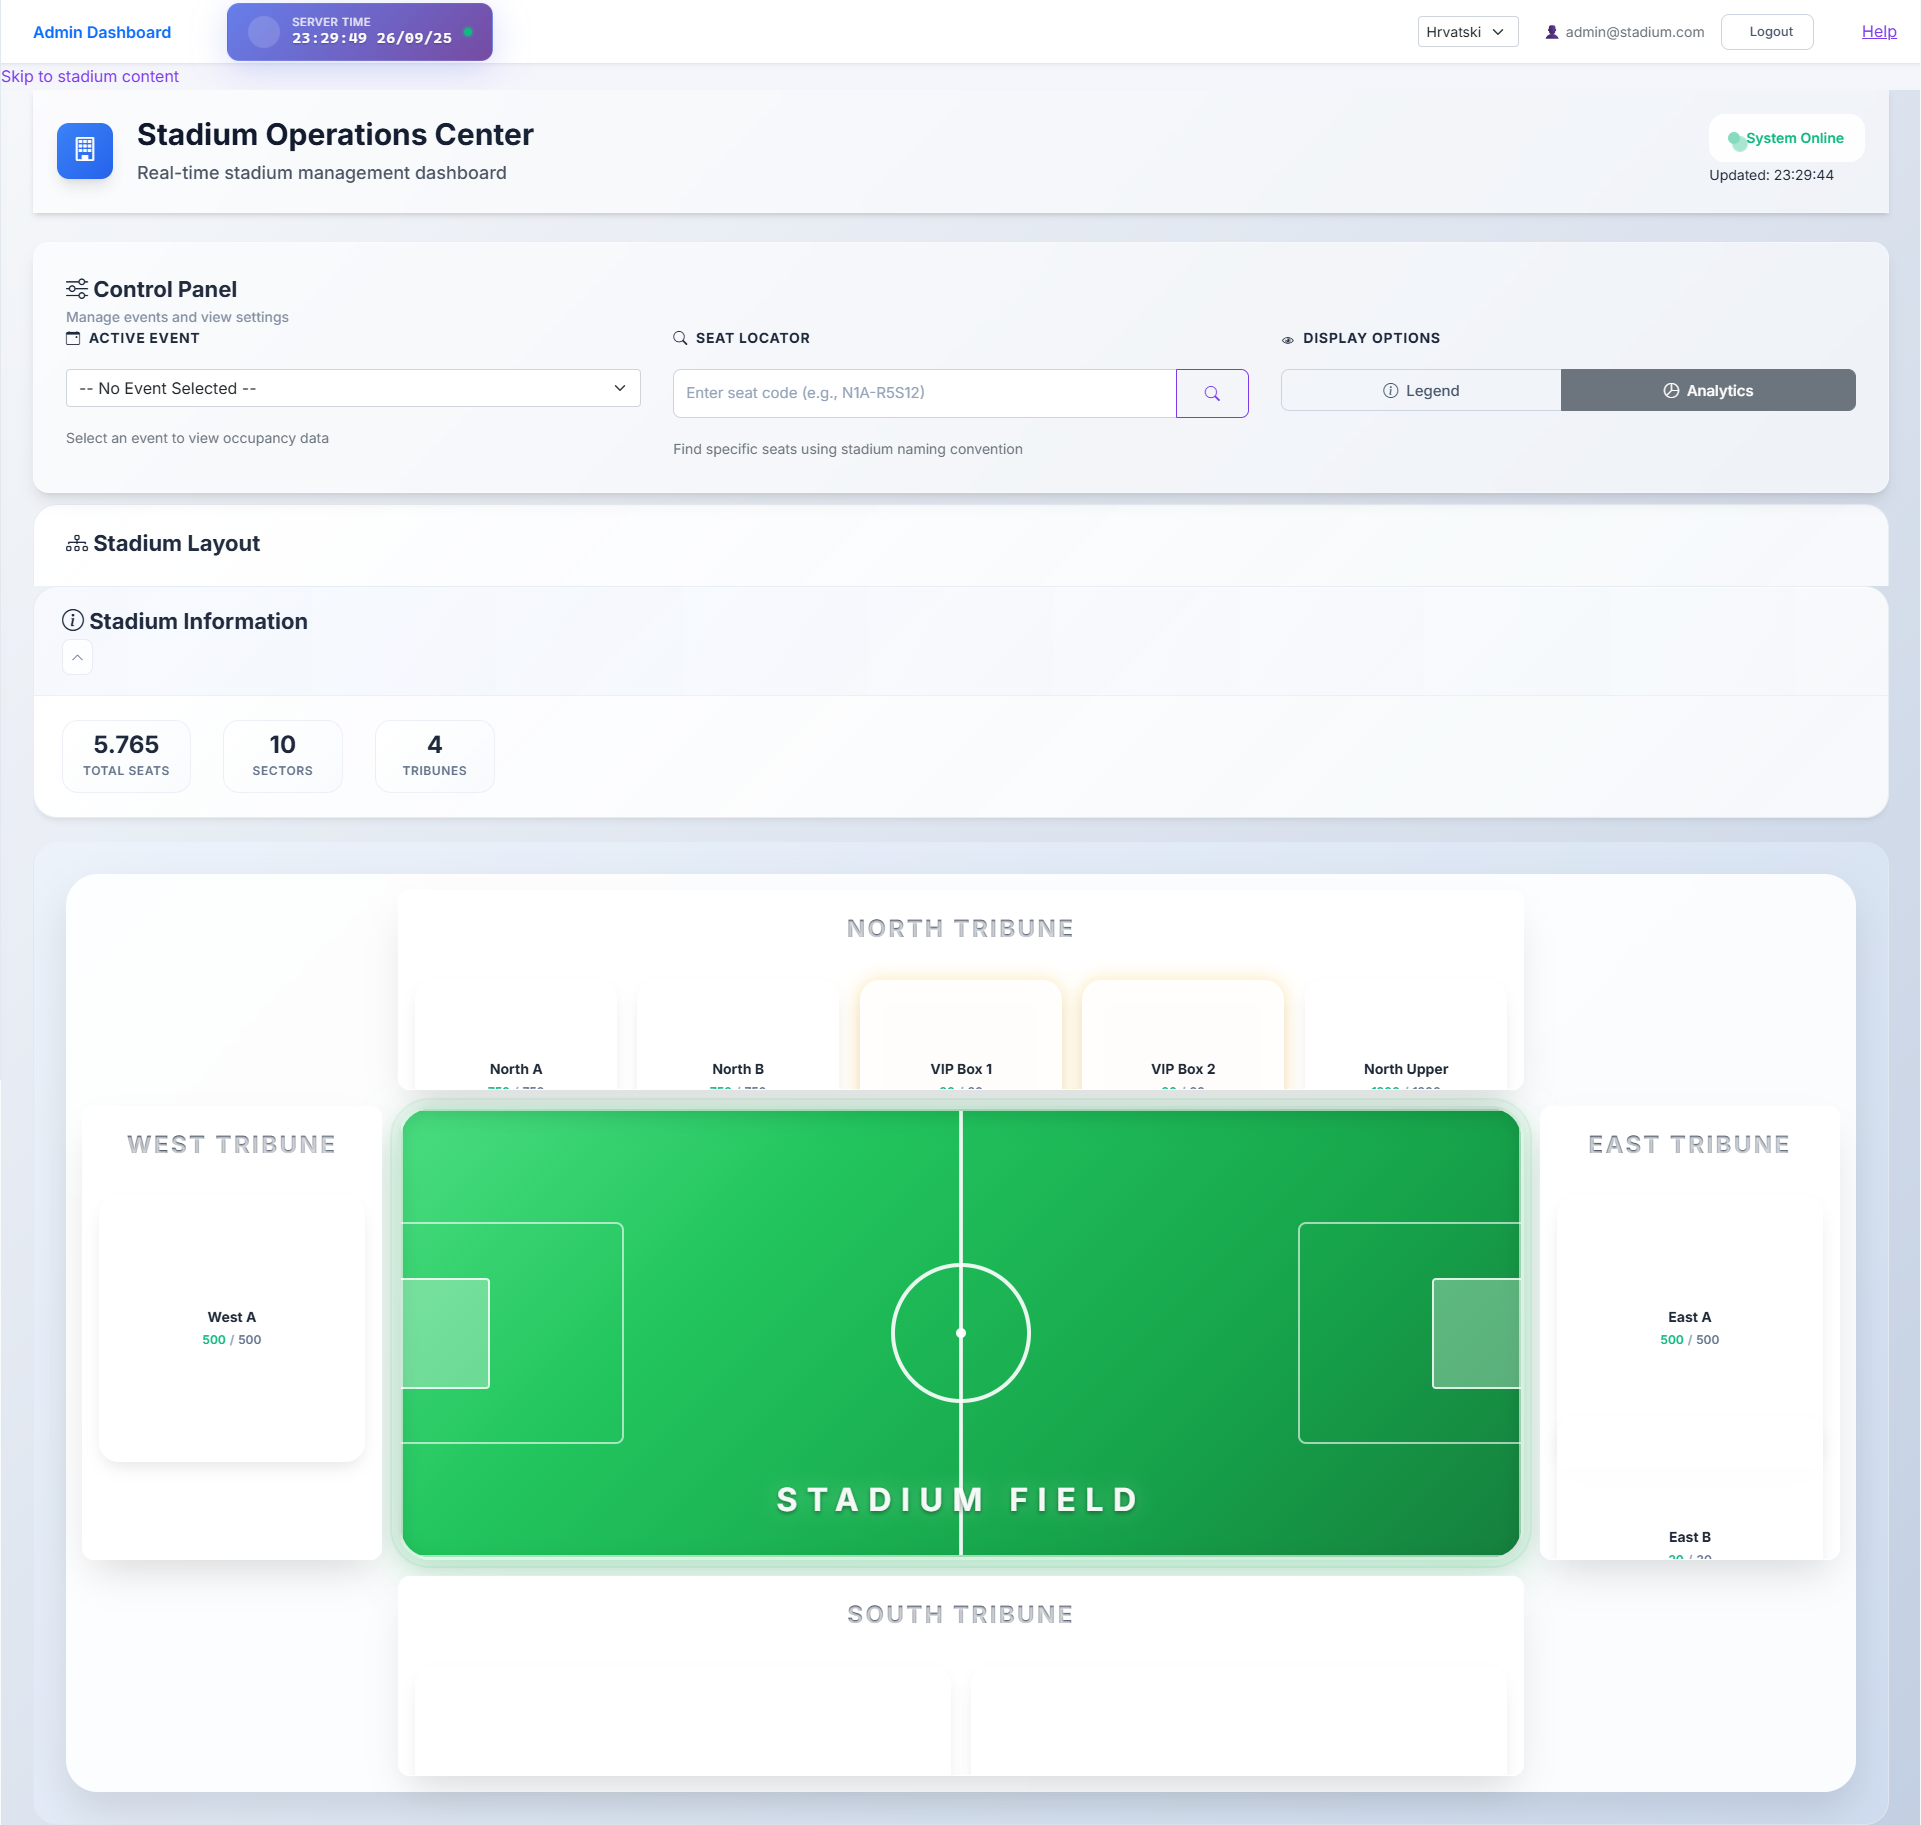 Admin Dashboard
SERVER TIME
23:29:49 26/09/25
Hrvatski
admin@stadium.com
Logout
Help
Skip to stadium content
Stadium Operations Center
Real-time stadium management dashboard
System Online
Updated: 23:29:44
Control Panel
Manage events and view settings
ACTIVE EVENT
-- No Event Selected --
Select an event to view occupancy data
SEAT LOCATOR
Enter seat code (e.g., N1A-R5S12)
Find specific seats using stadium naming convention
DISPLAY OPTIONS
Legend
Analytics
Stadium Layout
Stadium Information
5.765
TOTAL SEATS
10
SECTORS
4
TRIBUNES
NORTH TRIBUNE
North A
North B
VIP Box 1
VIP Box 2
North Upper
WEST TRIBUNE
West A
500 / 500
STADIUM FIELD
EAST TRIBUNE
East A
500 / 500
East B
SOUTH TRIBUNE